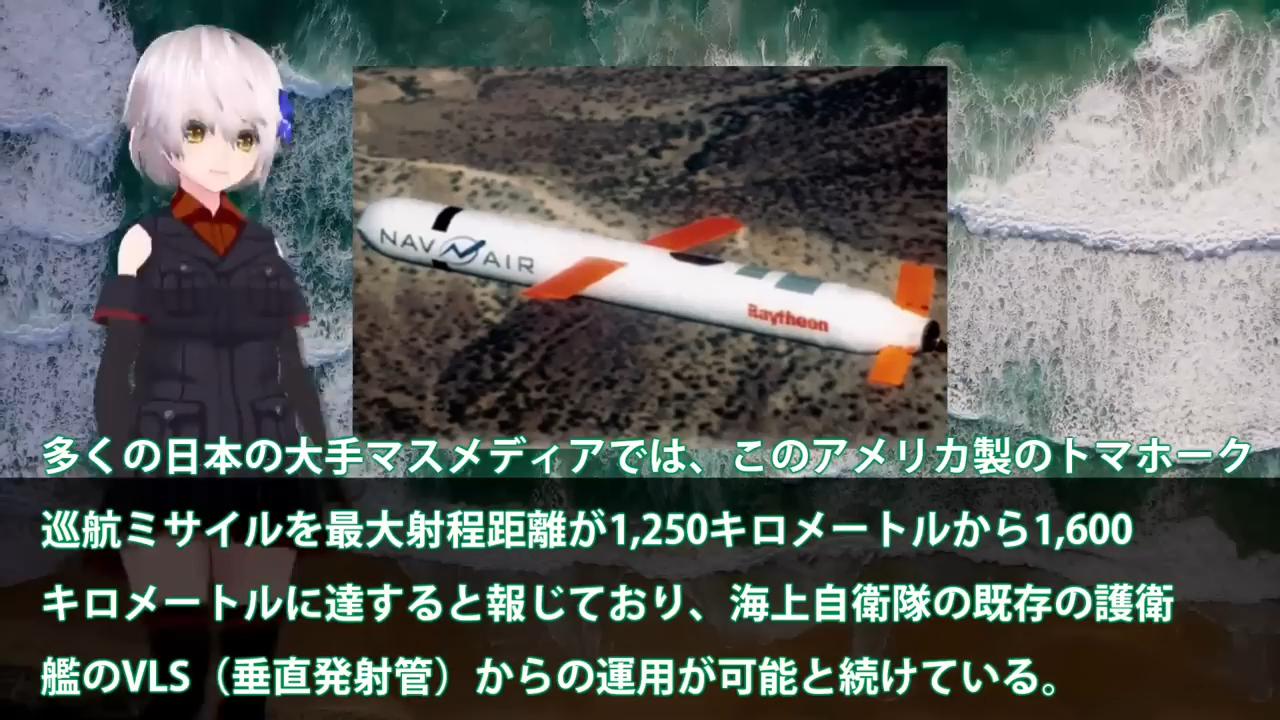 NAV AIR
Raytheon
多くの日本の大手マスメディアでは、このアメリカ製のトマホーク
巡航ミサイルを最大射程距離が1,250キロメートルから1,600
キロメートルに達すると報じており、海上自衛隊の既存の護衛
艦のVLS（垂直発射管）からの運用が可能と続けている。